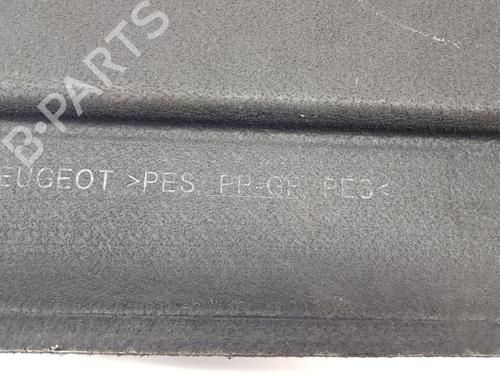 B-PARTS
EUGEOT >PES, PP-GF, PES<